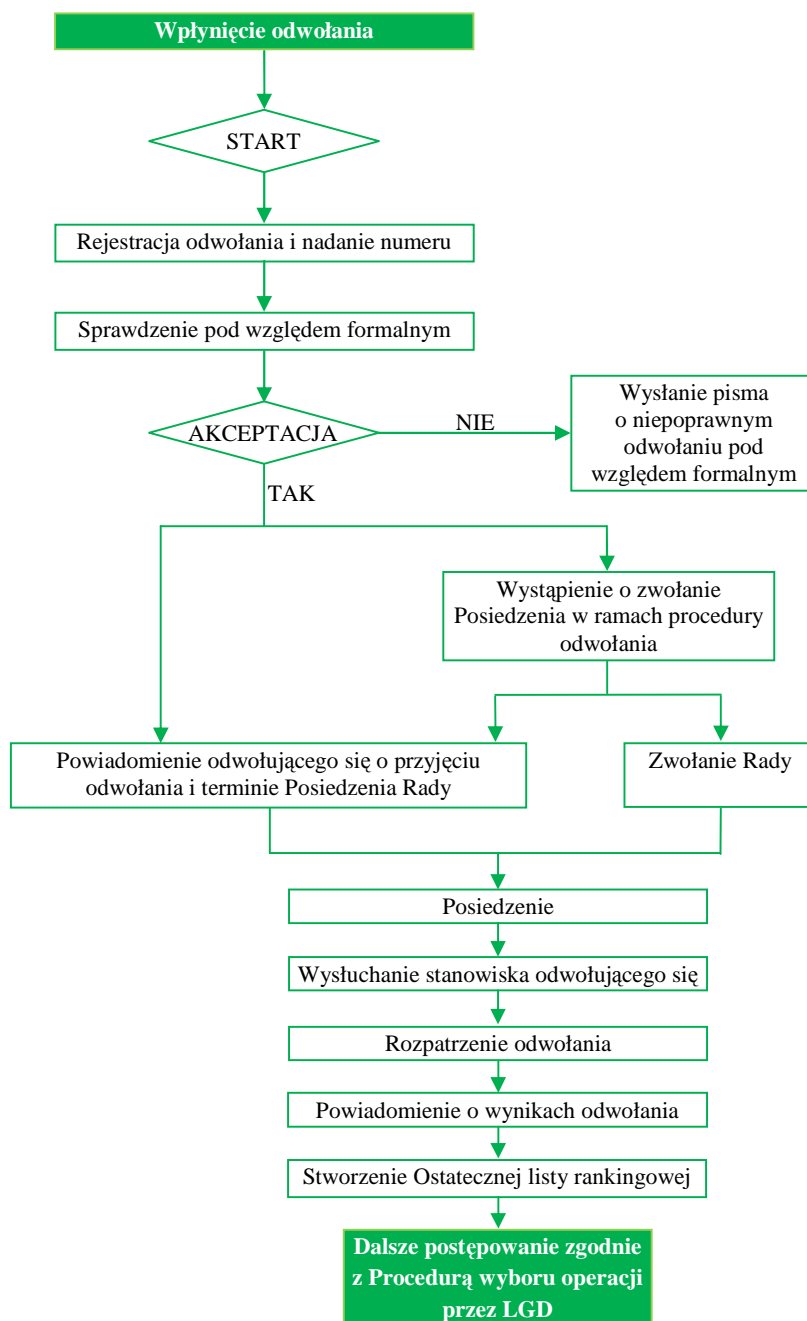 Wpłynięcie odwołania
START
Rejestracja odwołania i nadanie numeru
Sprawdzenie pod względem formalnym
AKCEPTACJA
NIE
Wysłanie pisma
o niepoprawnym
odwołaniu pod
względem formalnym
TAK
Wystąpienie o zwołanie
Posiedzenia w ramach procedury
odwołania
Powiadomienie odwołującego się o przyjęciu
odwołania i terminie Posiedzenia Rady
Zwołanie Rady
Posiedzenie
Wysłuchanie stanowiska odwołującego się
Rozpatrzenie odwołania
Powiadomienie o wynikach odwołania
Stworzenie Ostatecznej listy rankingowej
Dalsze postępowanie zgodnie
z Procedurą wyboru operacji
przez LGD